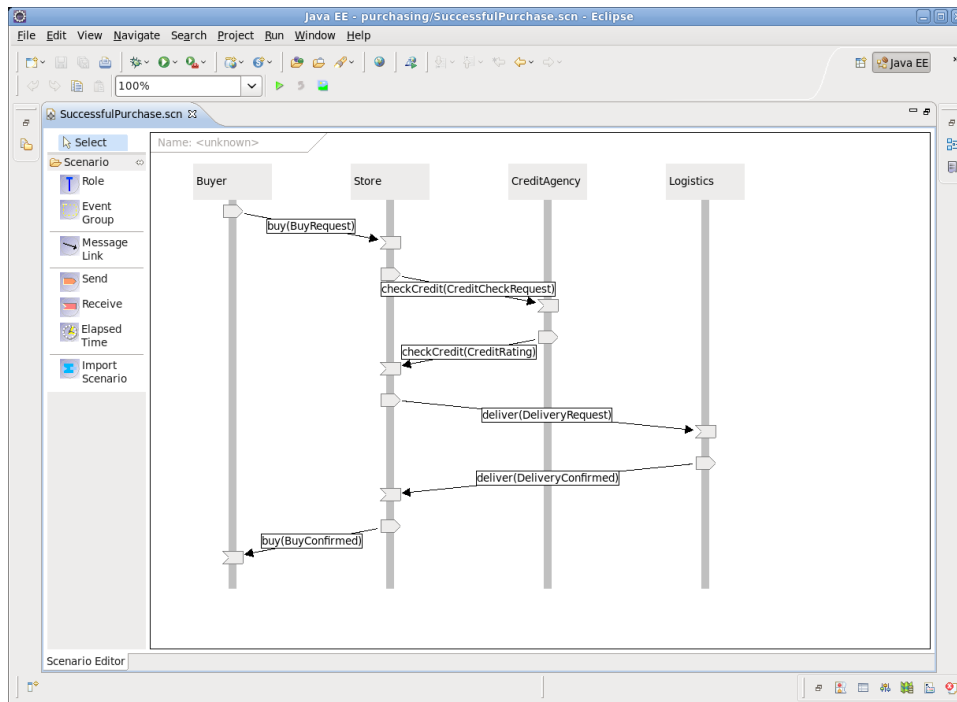 Java EE - purchasing/SuccessfulPurchase.scn - Eclipse
File Edit View Navigate Search Project Run Window Help
Java EE
100%
SuccessfulPurchase.scn
Select
Scenario
Role
Event
Group
Message
Link
Send
Receive
Elapsed
Time
Import
Scenario
Name: <unknown>
Buyer Store CreditAgency Logistics
buy(BuyRequest)
checkCredit(CreditCheckRequest)
checkCredit(CreditRating)
deliver(DeliveryRequest)
deliver(DeliveryConfirmed)
buy(BuyConfirmed)
Scenario Editor